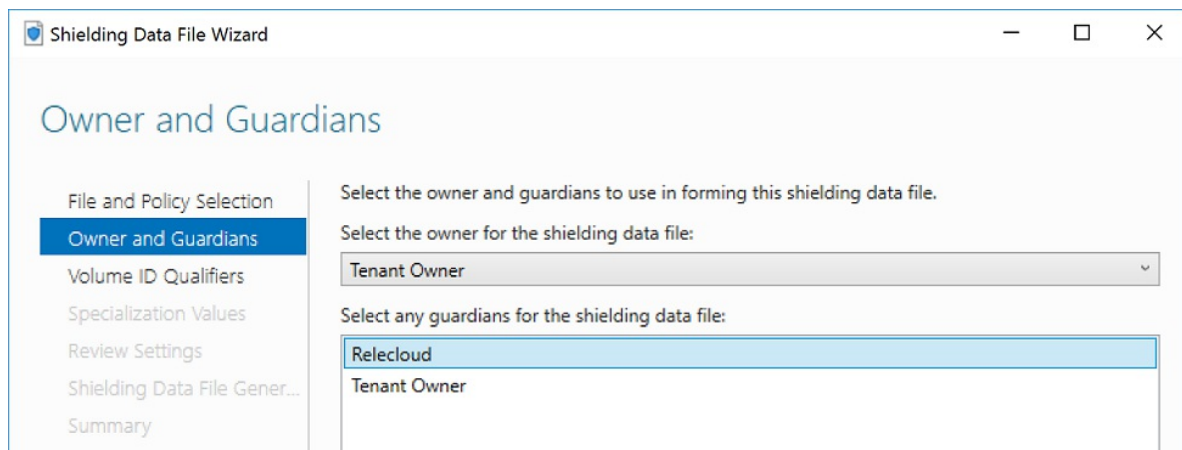 Shielding Data File Wizard
Owner and Guardians
File and Policy Selection
Owner and Guardians
Volume ID Qualifiers
Specialization Values
Review Settings
Shielding Data File Gener...
Summary
Select the owner and guardians to use in forming this shielding data file.
Select the owner for the shielding data file:
Tenant Owner
Select any guardians for the shielding data file:
Relecloud
Tenant Owner